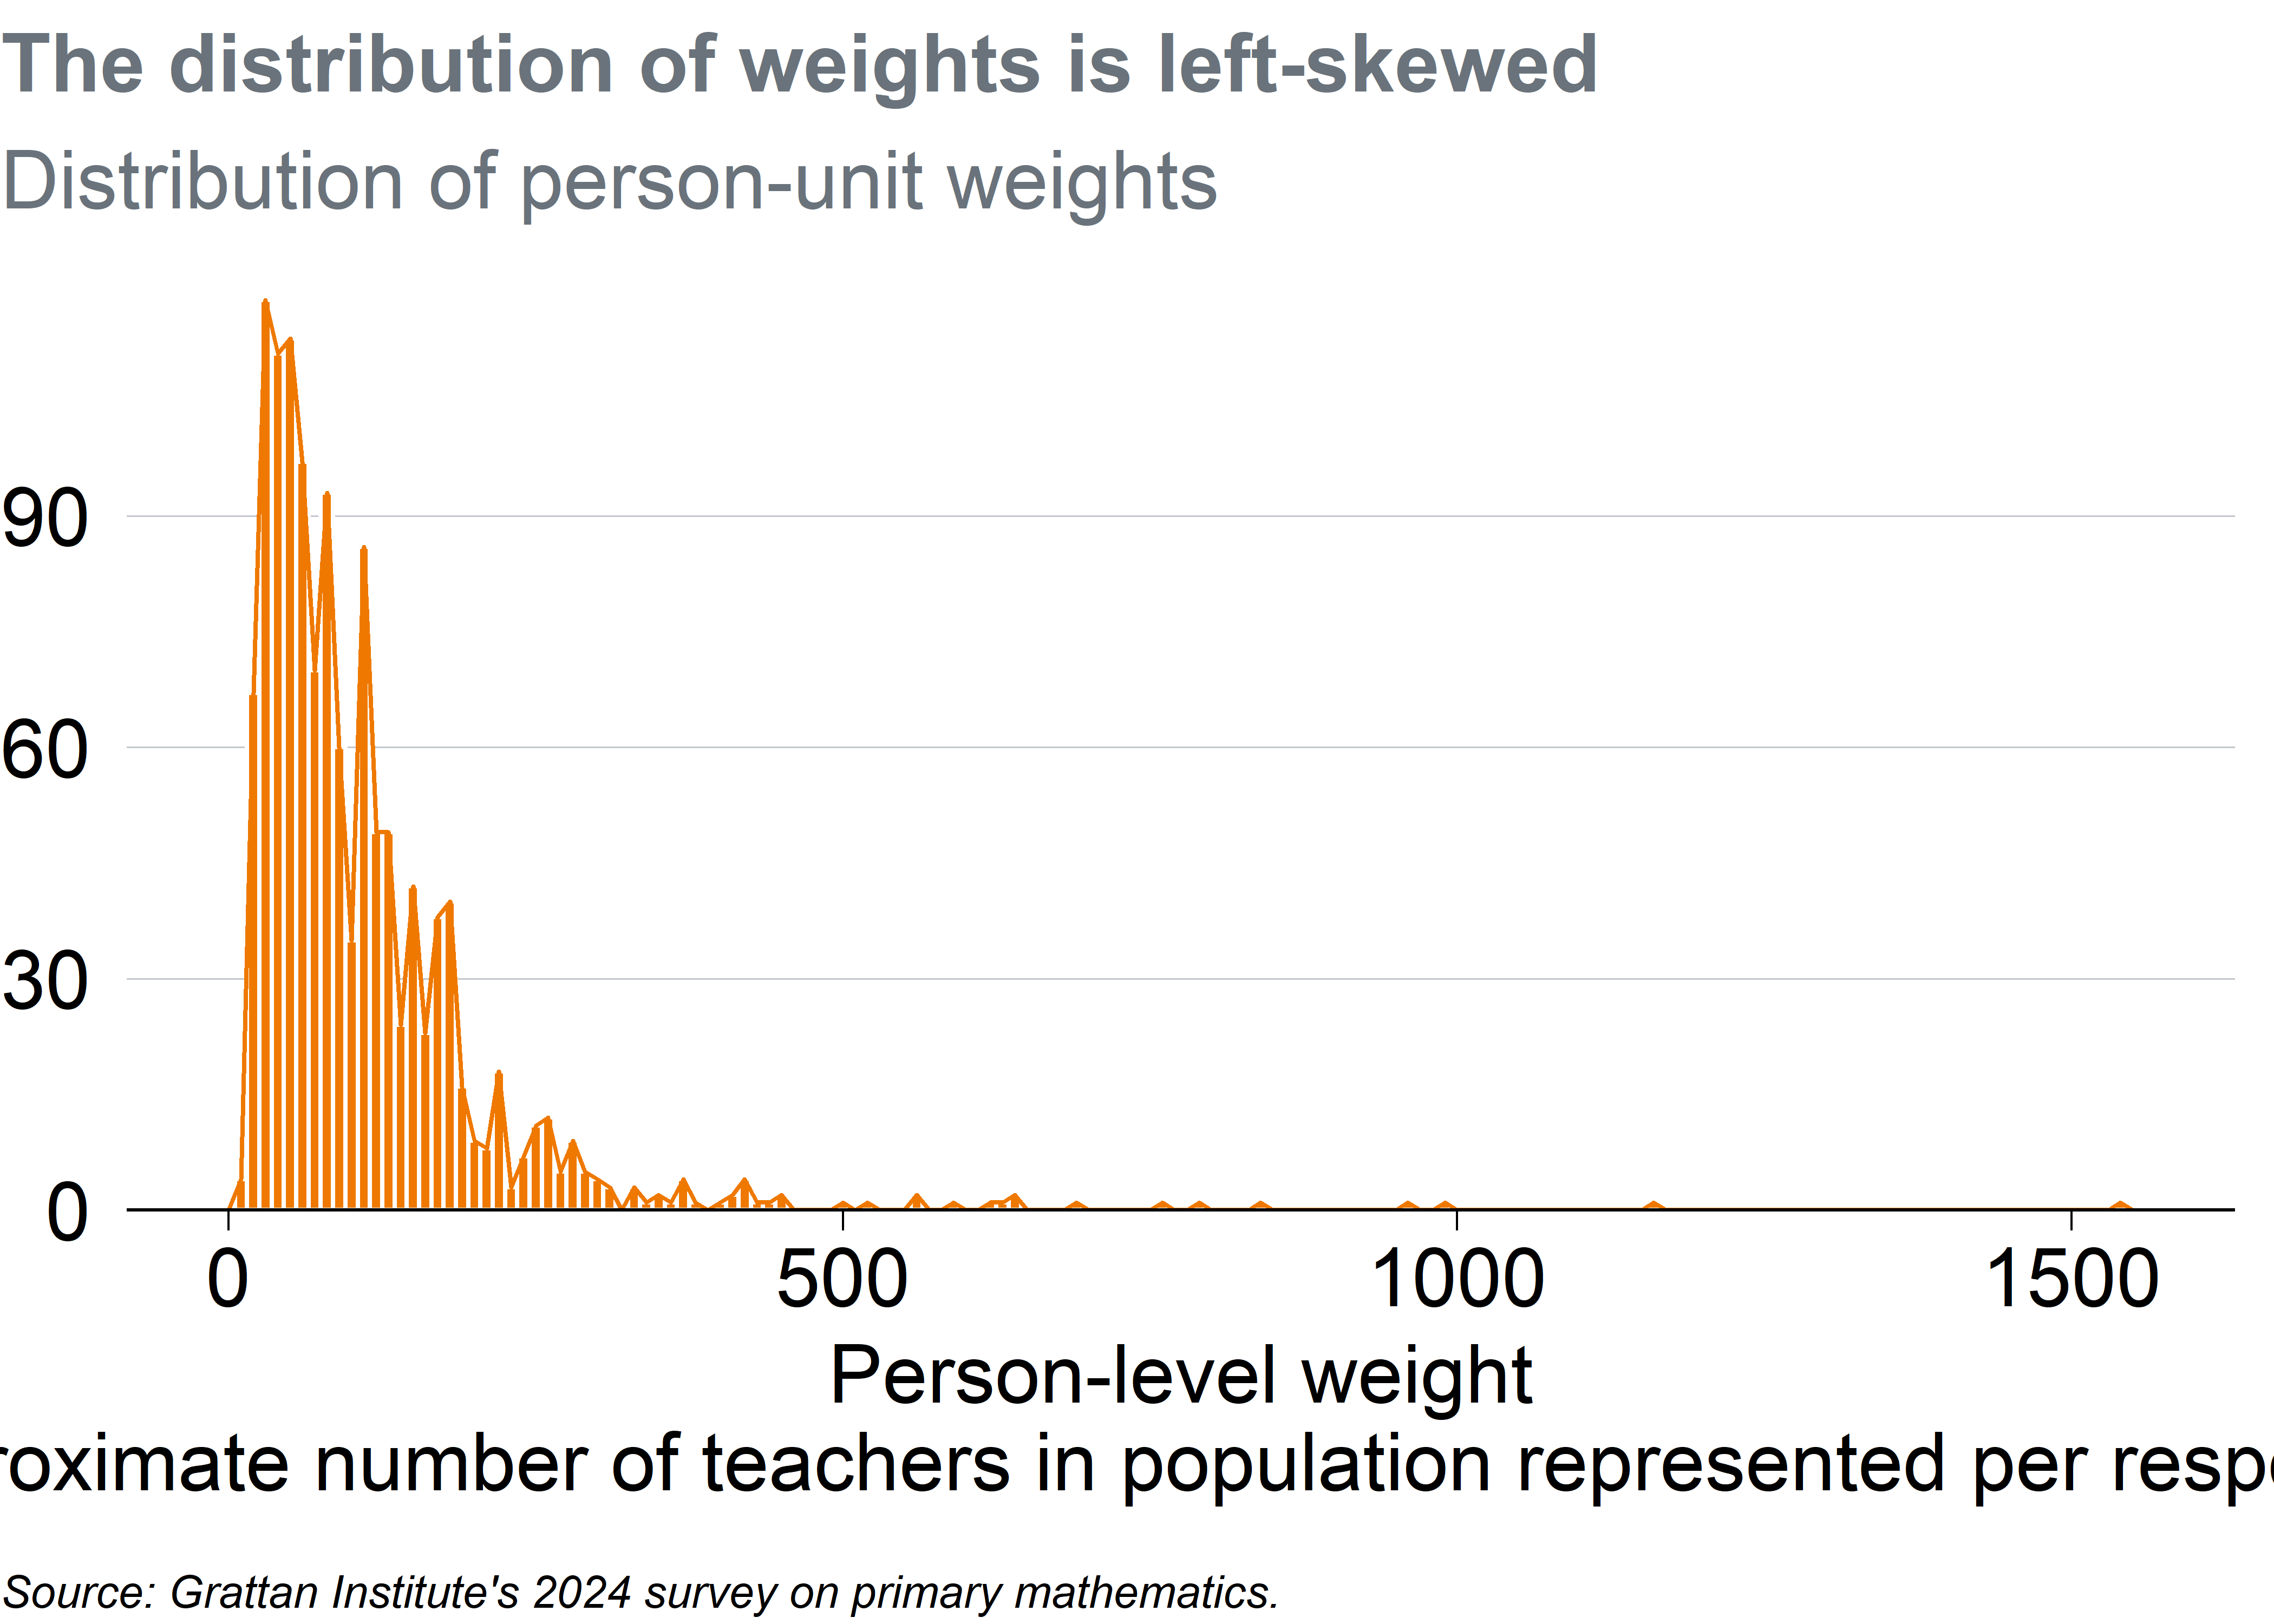 The distribution of weights is left-skewed
Distribution of person-unit weights
90
60
30
0
0 500 1000 1500
Person-level weight
number of teachers in population represented per
Source: Grattan Institute's 2024 survey on primary mathematics.